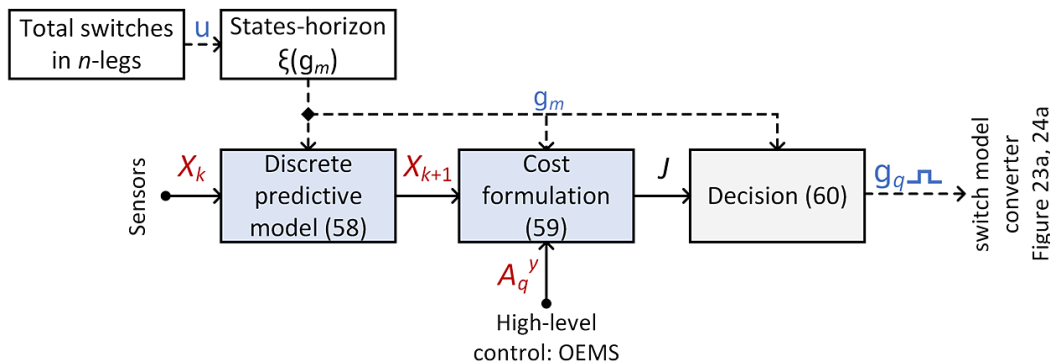 Total switches
in n-legs
u
States-horizon
ξ(gm)
gm
Sensors
Xk
Discrete
predictive
model (58)
Xk+1
Cost
formulation
(59)
J
Decision (60)
gq
switch model
converter
Figure 23a, 24a
Aq^y
High-level
control: OEMS